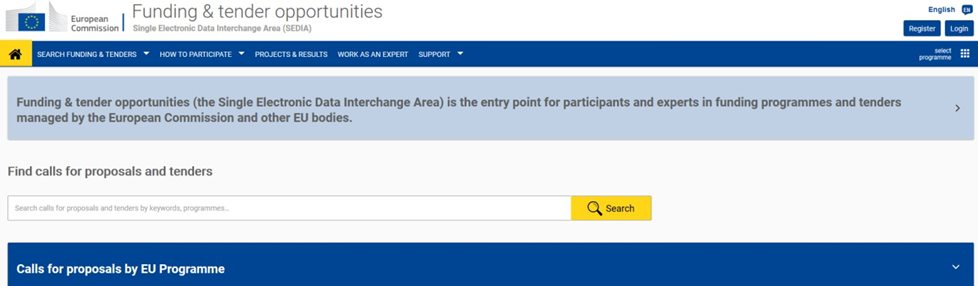 European
Commission
Funding & tender opportunities
Single Electronic Data Interchange Area (SEDIA)
English EN
Register Login
SEARCH FUNDING & TENDERS HOW TO PARTICIPATE PROJECTS & RESULTS WORK AS AN EXPERT SUPPORT
select
programme
Funding & tender opportunities (the Single Electronic Data Interchange Area) is the entry point for participants and experts in funding programmes and tenders
managed by the European Commission and other EU bodies.
Find calls for proposals and tenders
Search calls for proposals and tenders by keywords, programmes...
Search
Calls for proposals by EU Programme